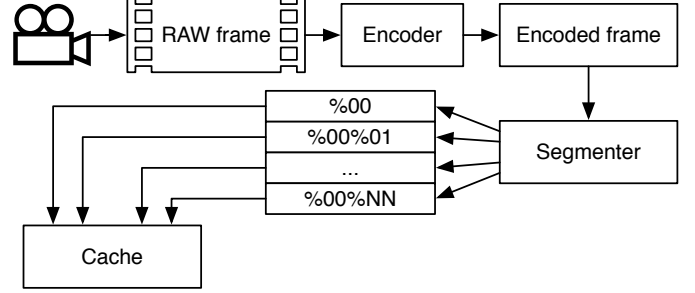 RAW frame
Encoder
Encoded frame
%00
%00%01
...
%00%NN
Segmenter
Cache